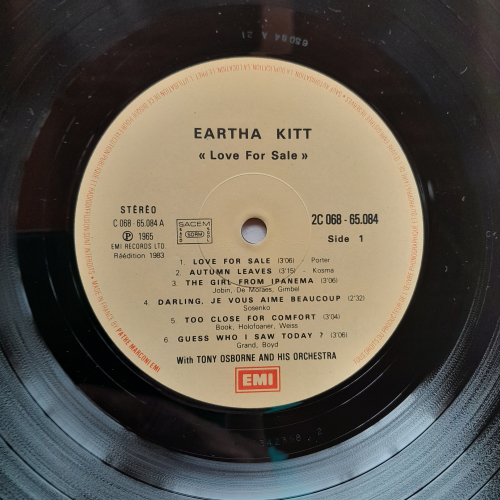 EARTHA KITT
« Love For Sale »
STÉRÉO
C 068 - 65.084 A
Ⓟ 1965
EMI RECORDS LTD.
Réédition 1983
SACEM
SDRM
2C 068 - 65.084
Side 1
1. LOVE FOR SALE (3'06) - Porter
2. AUTUMN LEAVES (3'15) - Kosma
3. THE GIRL FROM IPANEMA (3'06)
Jobim, De Moraes, Gimbel
4. DARLING, JE VOUS AIME BEAUCOUP (2'32)
Sosenko
5. TOO CLOSE FOR COMFORT (3'04)
Book, Holofcener, Weiss
6. GUESS WHO I SAW TODAY ? (3'06)
Grand, Boyd
With TONY OSBORNE AND HIS ORCHESTRA
EMI
PATHE MARCONI EMI